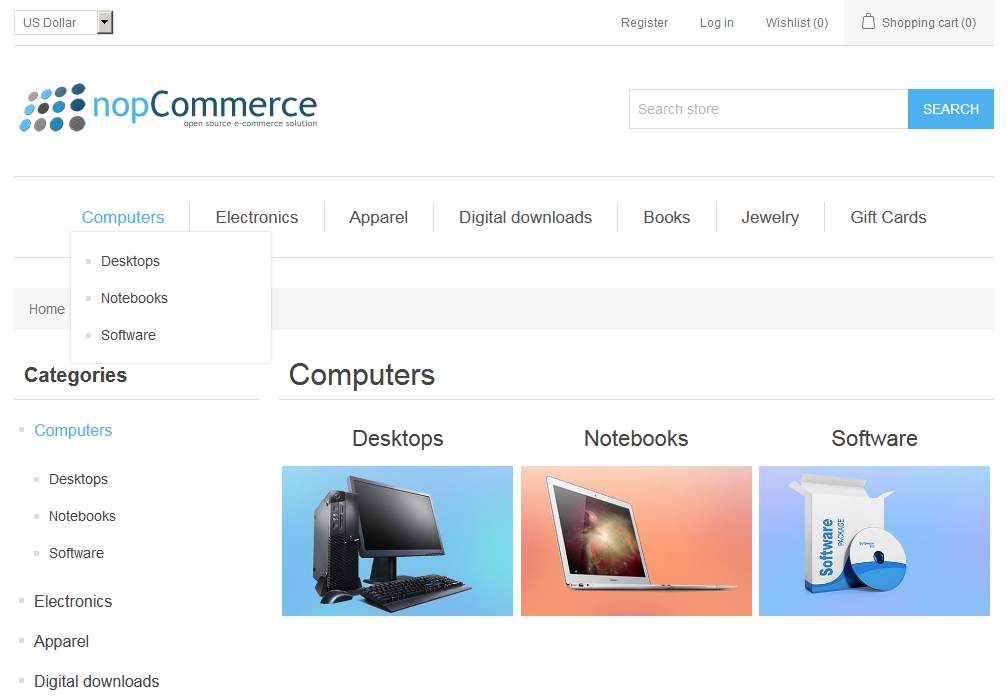 US Dollar Register Log in Wishlist (0) Shopping cart (0)
nopCommerce
open source e-commerce solution
Search store SEARCH
Computers Electronics Apparel Digital downloads Books Jewelry Gift Cards
Desktops
Notebooks
Software
Home
Categories
Computers
Desktops
Notebooks
Software
Electronics
Apparel
Digital downloads
Computers
Desktops Notebooks Software
Software
PACKAGE